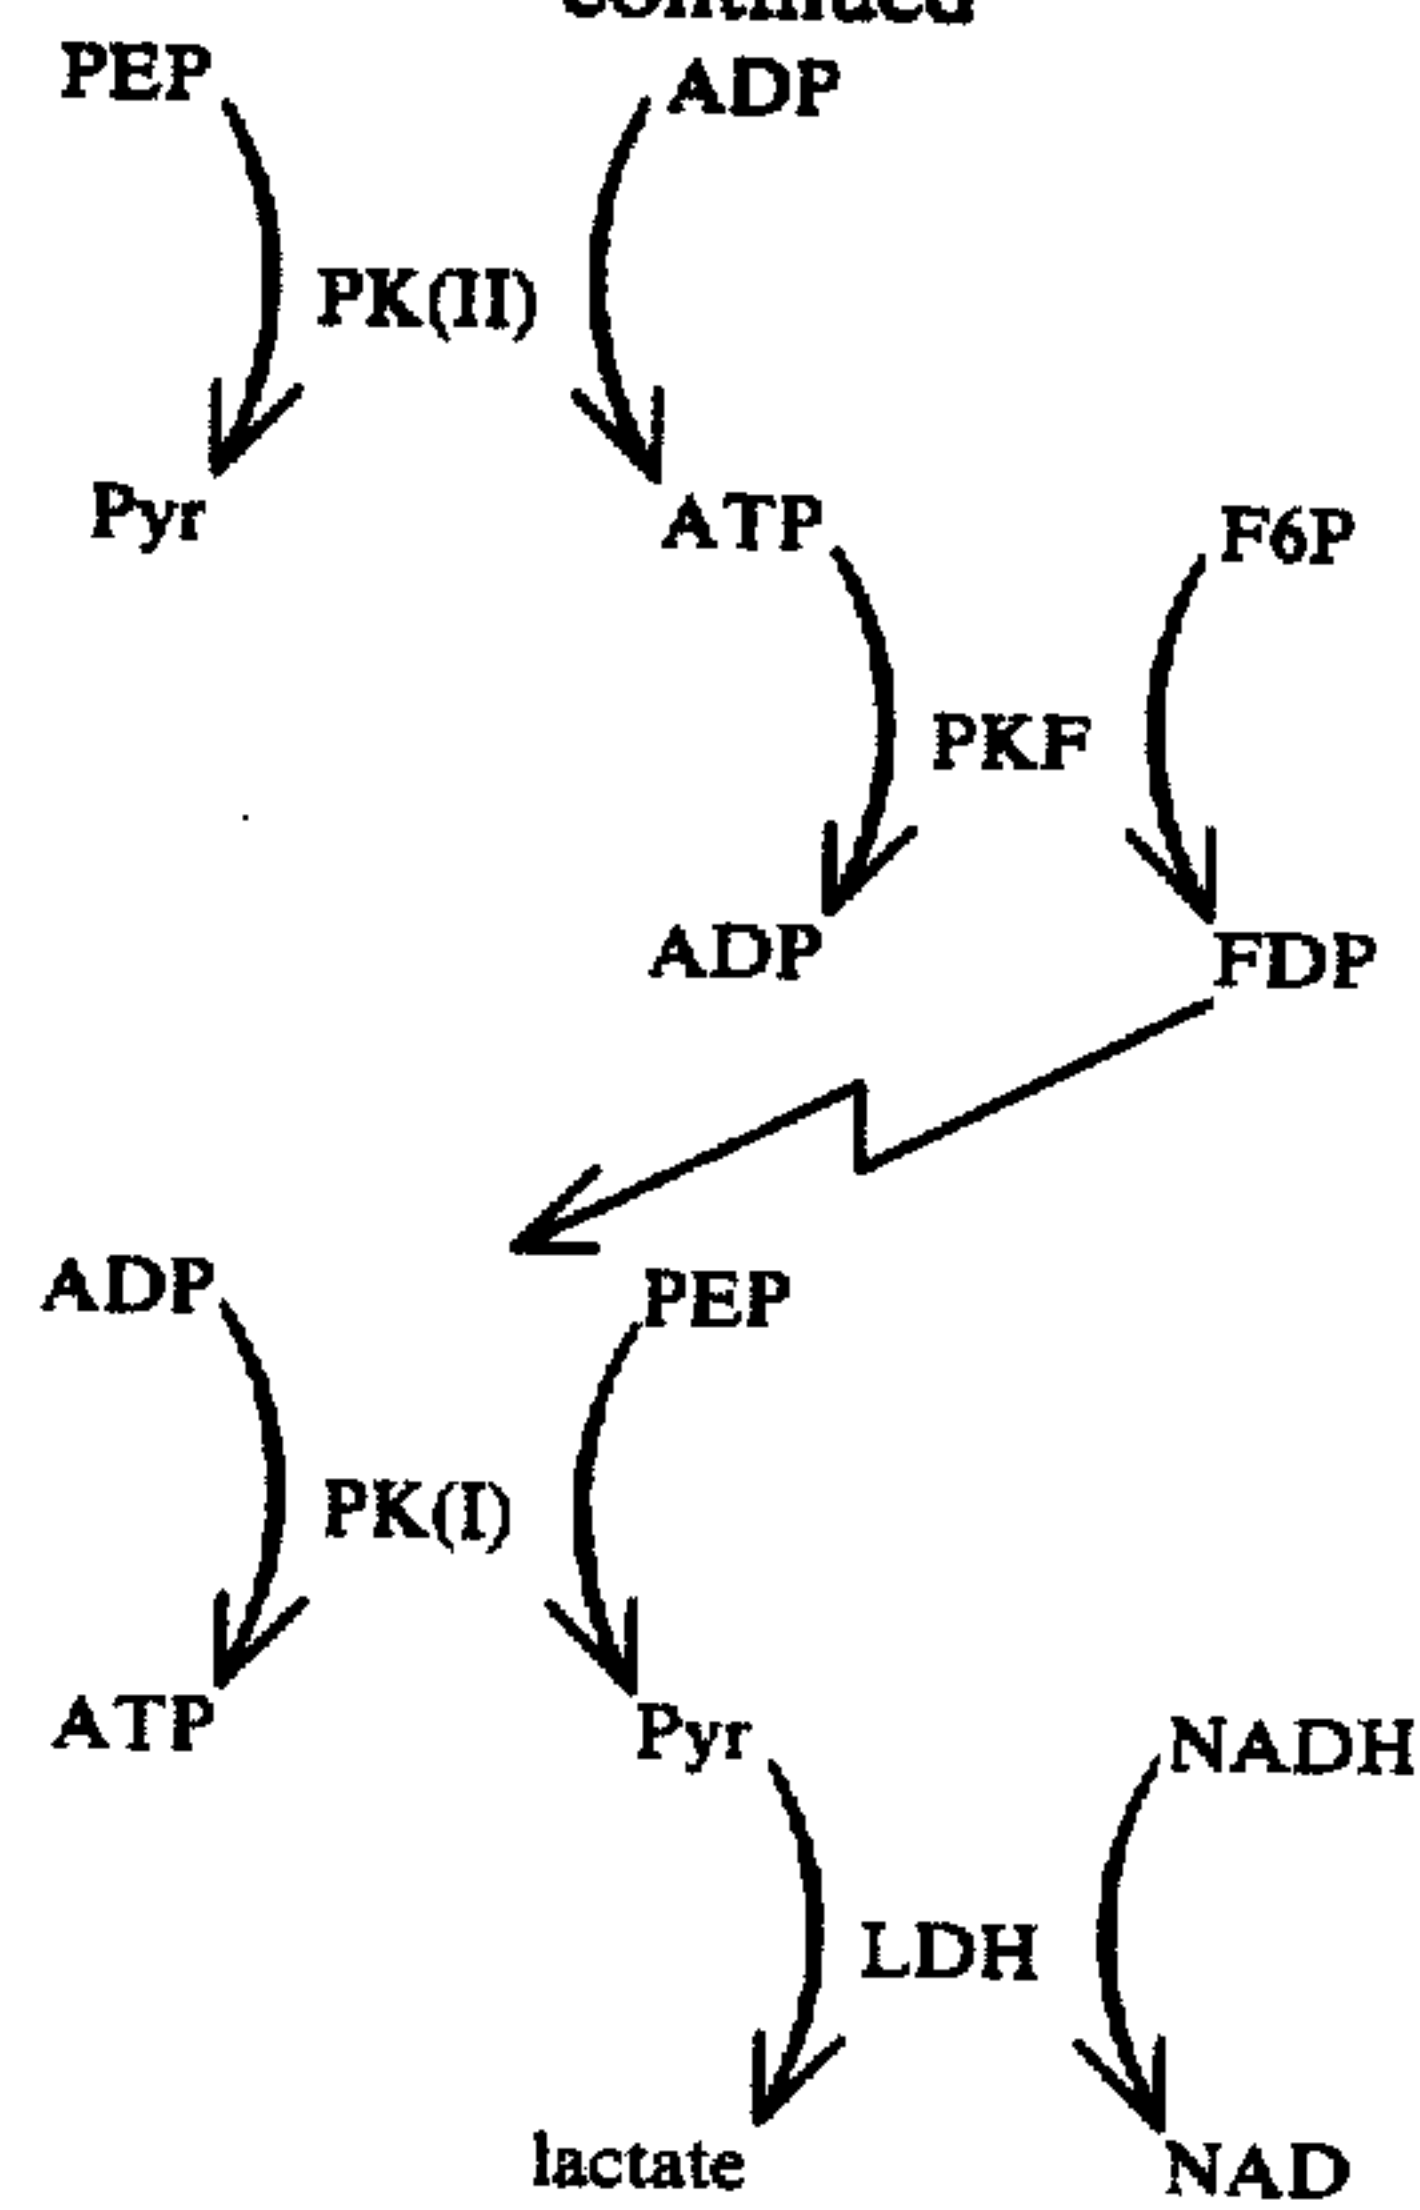 continued
PEP ADP
PK(II)
Pyr ATP F6P
PKF
ADP FDP
ADP PEP
PK(I)
ATP Pyr NADH
LDH
lactate NAD